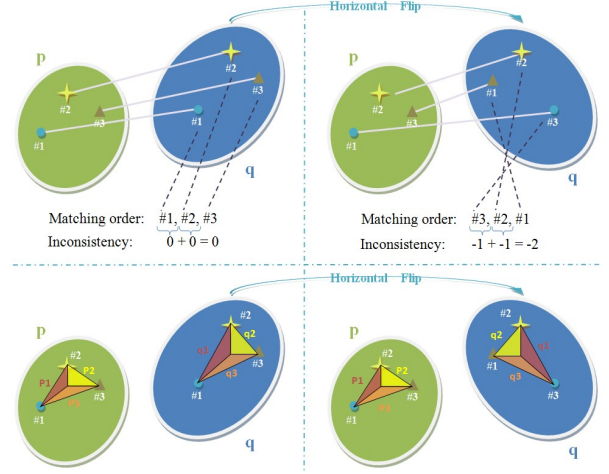 Horizontal Flip
p
#2
#3
#1
#2
#3
#1
q
Matching order: #1, #2, #3
Inconsistency: 0 + 0 = 0
p
#2
#3
#1
#2
#1
#3
q
Matching order: #3, #2, #1
Inconsistency: -1 + -1 = -2
Horizontal Flip
p
#2
P1
P2
#3
#1
#2
q1
q2
#3
q3
#1
q
p
#2
P1
P2
#3
#1
#2
q2
q1
#1
q3
#3
q